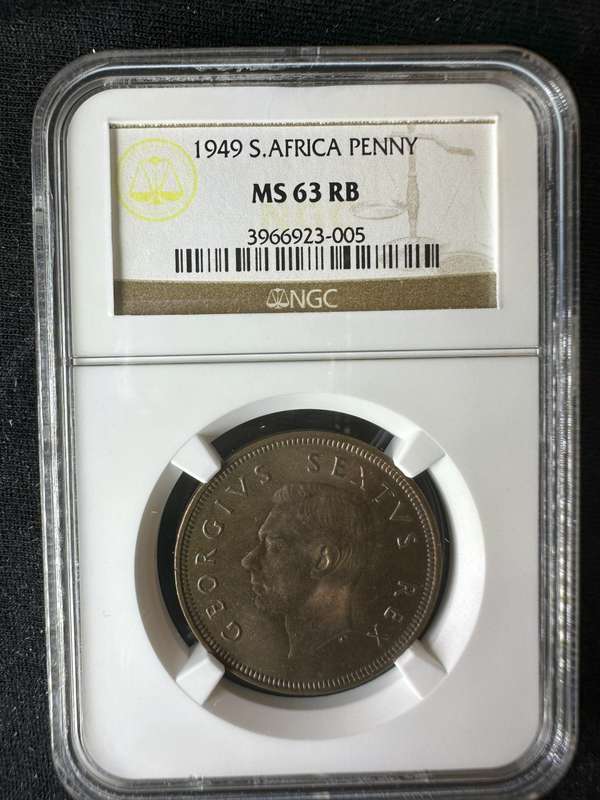 1949 S.AFRICA PENNY
MS 63 RB
3966923-005
NGC
GEORGIVS SEXTVS REX